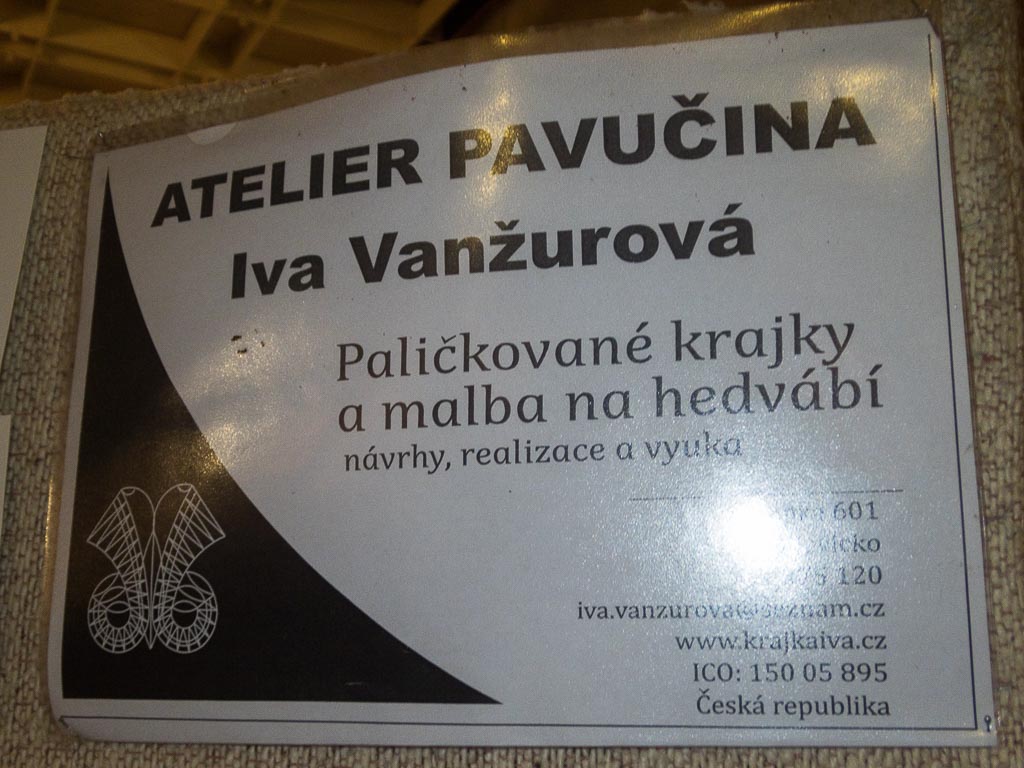 ATELIER PAVUČINA
Iva Vanžurová
Paličkované krajky
a malba na hedvábí
návrhy, realizace a vyuka
601
120
iva.vanzurova@seznam.cz
www.krajkaiva.cz
ICO: 150 05 895
Česká republika